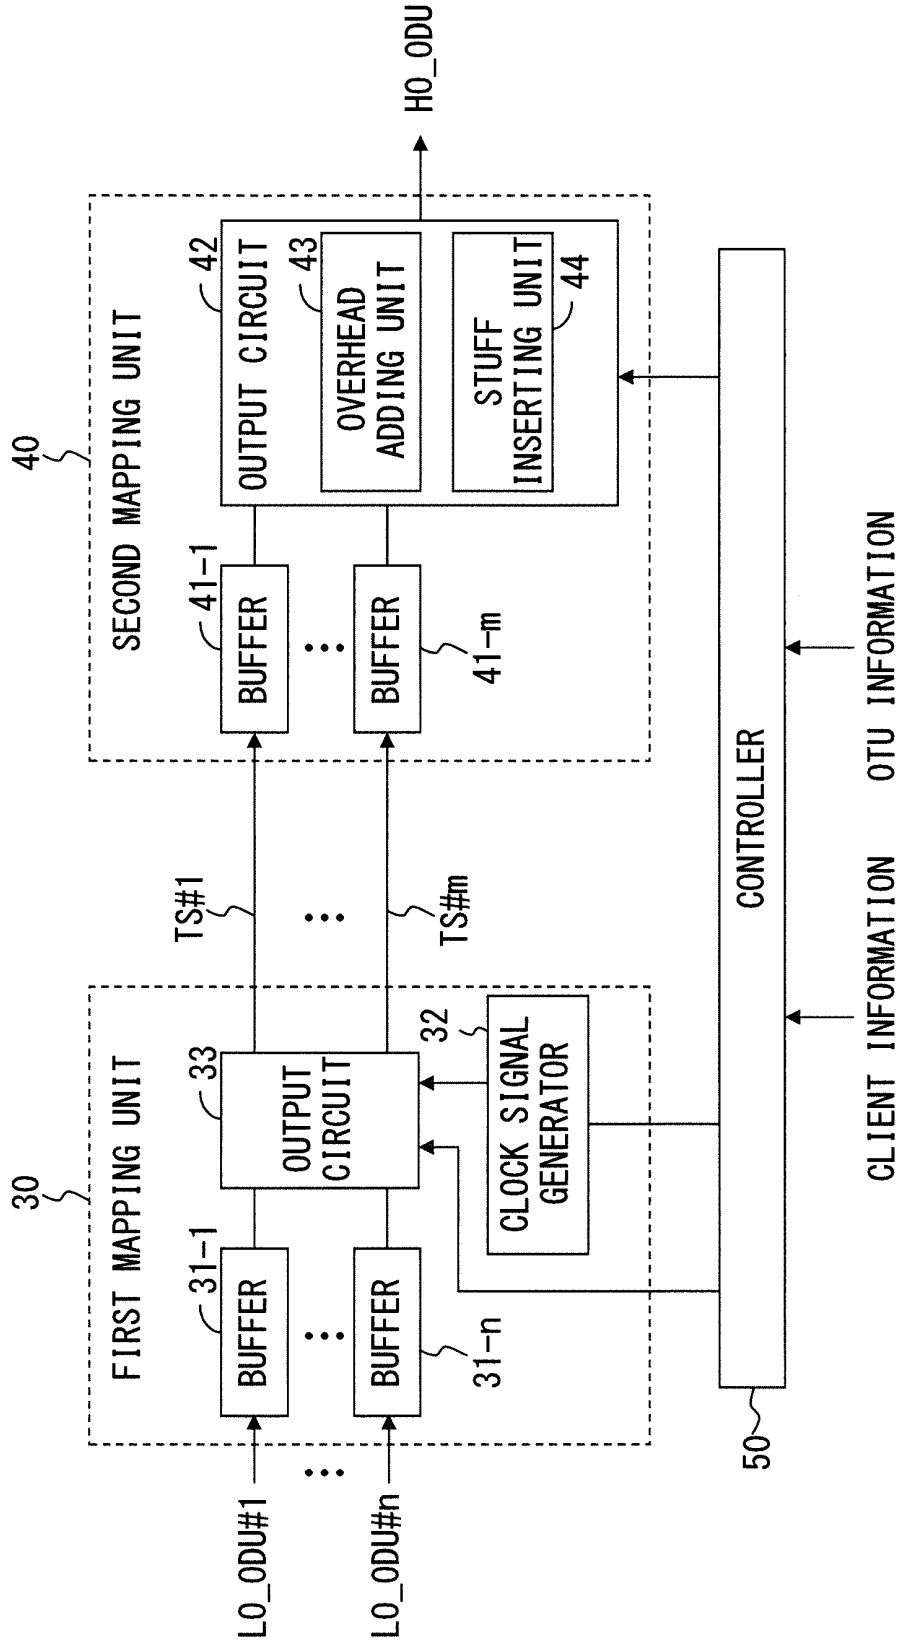 30
FIRST MAPPING UNIT
LO_ODU#1
31-1
BUFFER
LO_ODU#n
BUFFER
31-n
33
OUTPUT
CIRCUIT
32
CLOCK SIGNAL
GENERATOR
TS#1
TS#m
40
SECOND MAPPING UNIT
41-1
BUFFER
BUFFER
41-m
42
OUTPUT CIRCUIT
43
OVERHEAD
ADDING UNIT
STUFF
INSERTING UNIT
44
HO_ODU
CONTROLLER
50
CLIENT INFORMATION
OTU INFORMATION